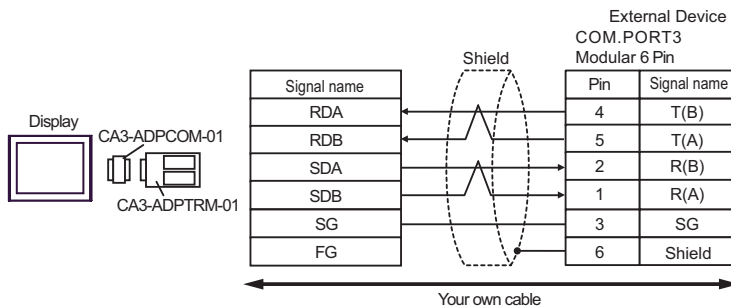 External Device
COM.PORT3
Modular 6 Pin
Shield
Signal name
Pin Signal name
RDA 4 T(B)
RDB 5 T(A)
SDA 2 R(B)
SDB 1 R(A)
SG 3 SG
FG 6 Shield
Display
CA3-ADPCOM-01
CA3-ADPTRM-01
Your own cable